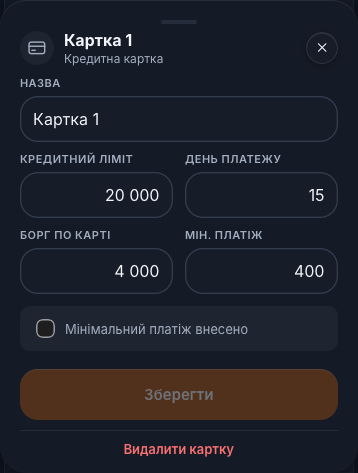 Картка 1
Кредитна картка
НАЗВА
Картка 1
КРЕДИТНИЙ ЛІМІТ
ДЕНЬ ПЛАТЕЖУ
20 000
15
БОРГ ПО КАРТІ
МІН. ПЛАТІЖ
4 000
400
Мінімальний платіж внесено
Зберегти
Видалити картку